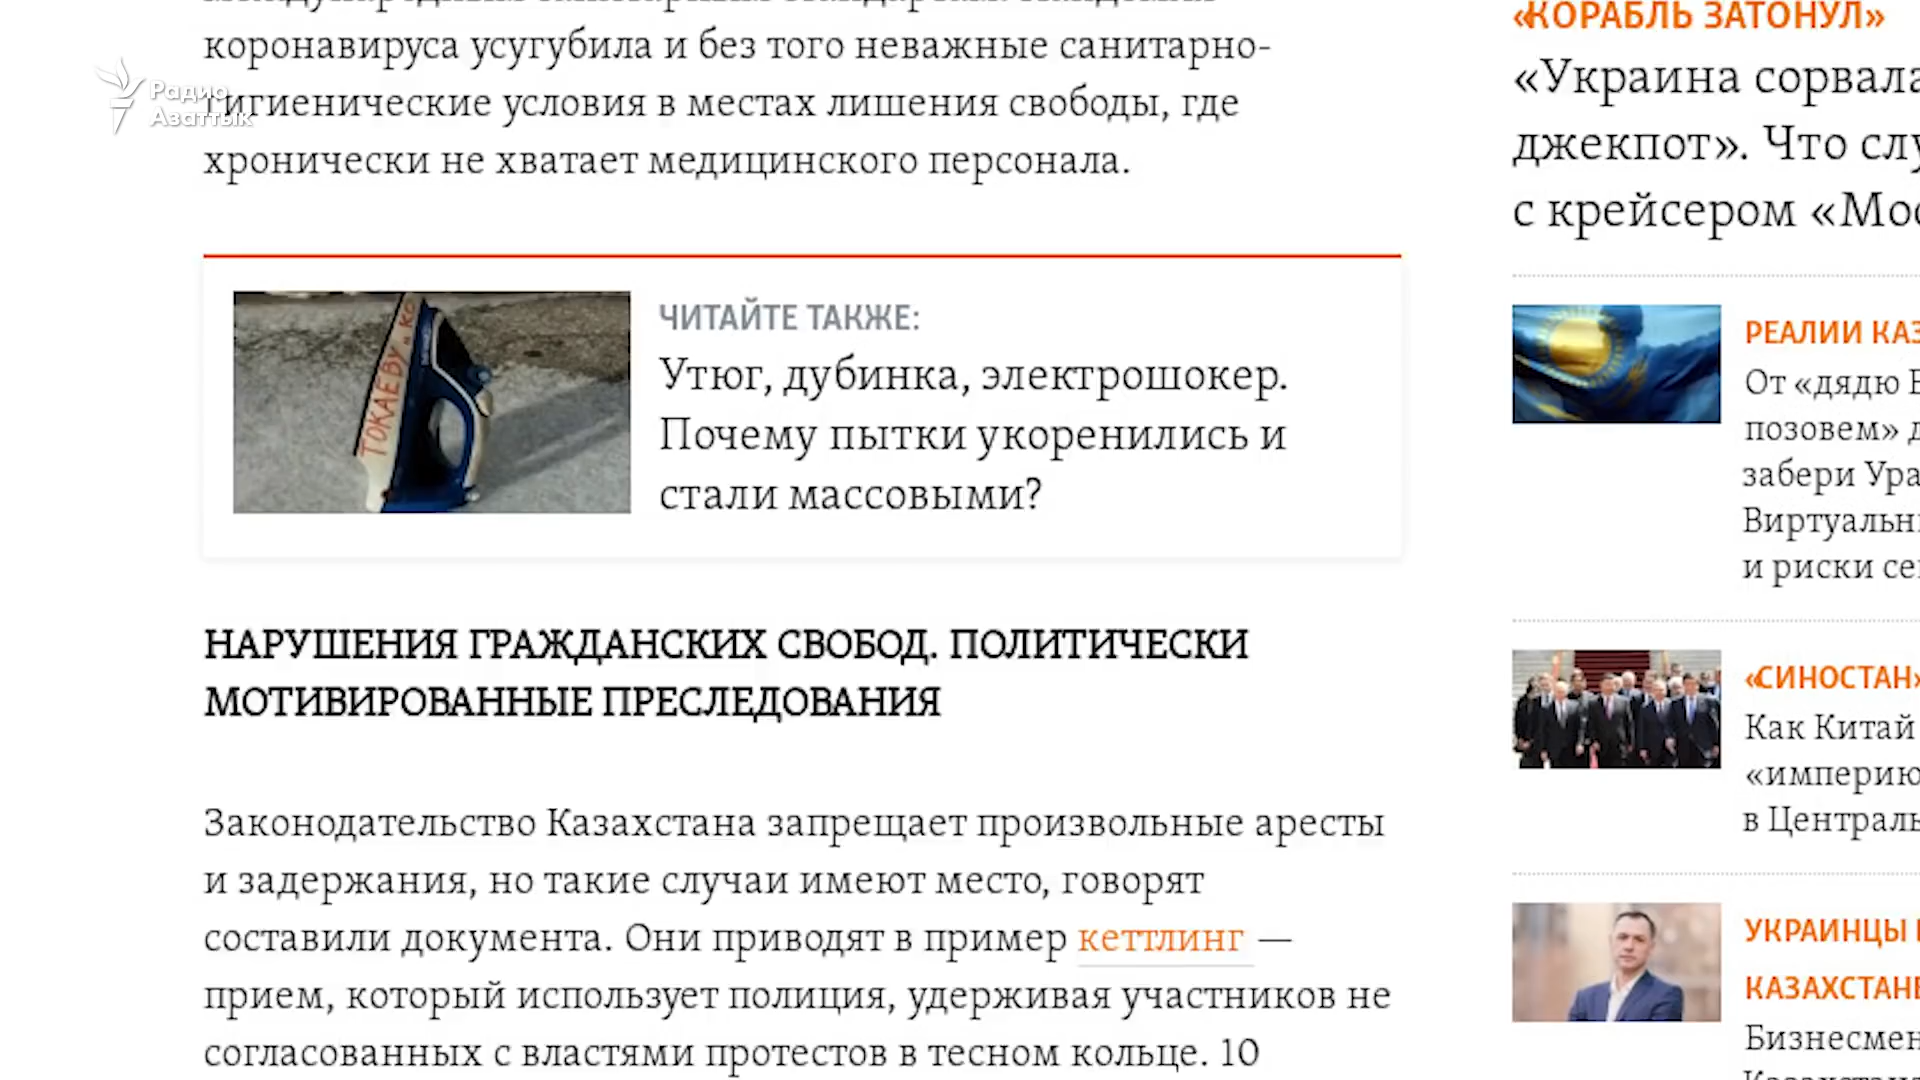 коронавируса усугубила и без того неважные санитарно-
гигиенические условия в местах лишения свободы, где
хронически не хватает медицинского персонала.
Радио
Азаттык
ЧИТАЙТЕ ТАКЖЕ:
Утюг, дубинка, электрошокер.
Почему пытки укоренились и
стали массовыми?
ТОКАЕВУ
НАРУШЕНИЯ ГРАЖДАНСКИХ СВОБОД. ПОЛИТИЧЕСКИ
МОТИВИРОВАННЫЕ ПРЕСЛЕДОВАНИЯ
Законодательство Казахстана запрещает произвольные аресты
и задержания, но такие случаи имеют место, говорят
составили документа. Они приводят в пример кеттлинг —
прием, который использует полиция, удерживая участников не
согласованных с властями протестов в тесном кольце. 10
«КОРАБЛЬ ЗАТОНУЛ»
«Украина сорвала
джекпот». Что слу
с крейсером «Мос
РЕАЛИИ КАЗ
От «дядю В
позовем» д
забери Ура
Виртуальн
и риски се
«СИНОСТАН»
Как Китай
«империю
в Централь
УКРАИНЦЫ
КАЗАХСТАНЕ
Бизнесмен